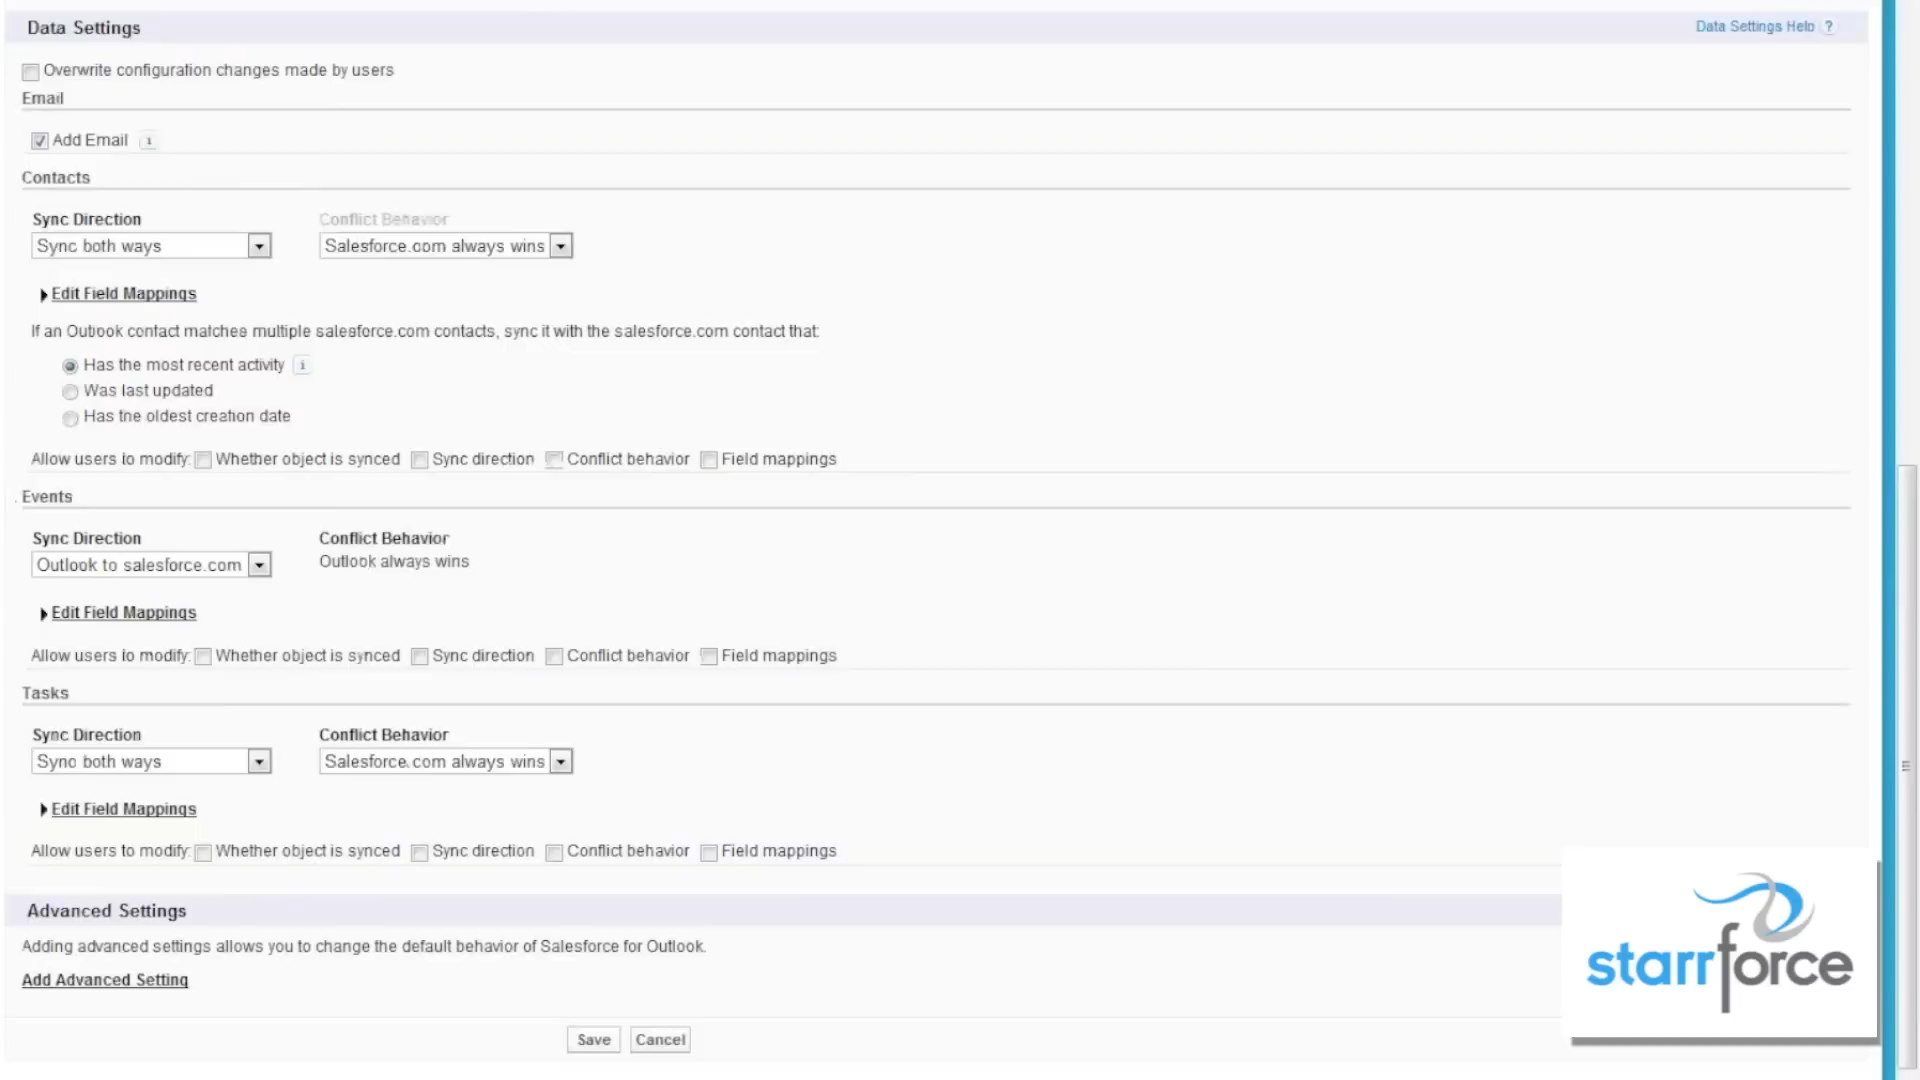 Data Settings
Data Settings Help ?
Overwrite configuration changes made by users
Email
Add Email i
Contacts
Sync Direction Conflict Behavior
Sync both ways Salesforce.com always wins
Edit Field Mappings
If an Outlook contact matches multiple salesforce.com contacts, sync it with the salesforce.com contact that:
Has the most recent activity i
Was last updated
Has the oldest creation date
Allow users to modify: Whether object is synced Sync direction Conflict behavior Field mappings
Events
Sync Direction Conflict Behavior
Outlook to salesforce.com Outlook always wins
Edit Field Mappings
Allow users to modify: Whether object is synced Sync direction Conflict behavior Field mappings
Tasks
Sync Direction Conflict Behavior
Sync both ways Salesforce.com always wins
Edit Field Mappings
Allow users to modify: Whether object is synced Sync direction Conflict behavior Field mappings
Advanced Settings
Adding advanced settings allows you to change the default behavior of Salesforce for Outlook.
Add Advanced Setting
starrforce
Save Cancel